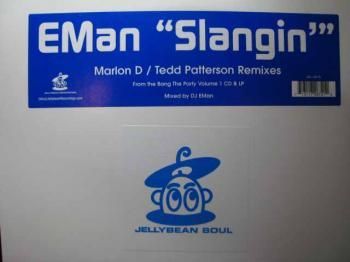 EMan “Slangin’”
Marlon D / Tedd Patterson Remixes
From the Bang The Party Volume 1 CD & LP
Mixed by DJ EMan
JELLYBEAN SOUL